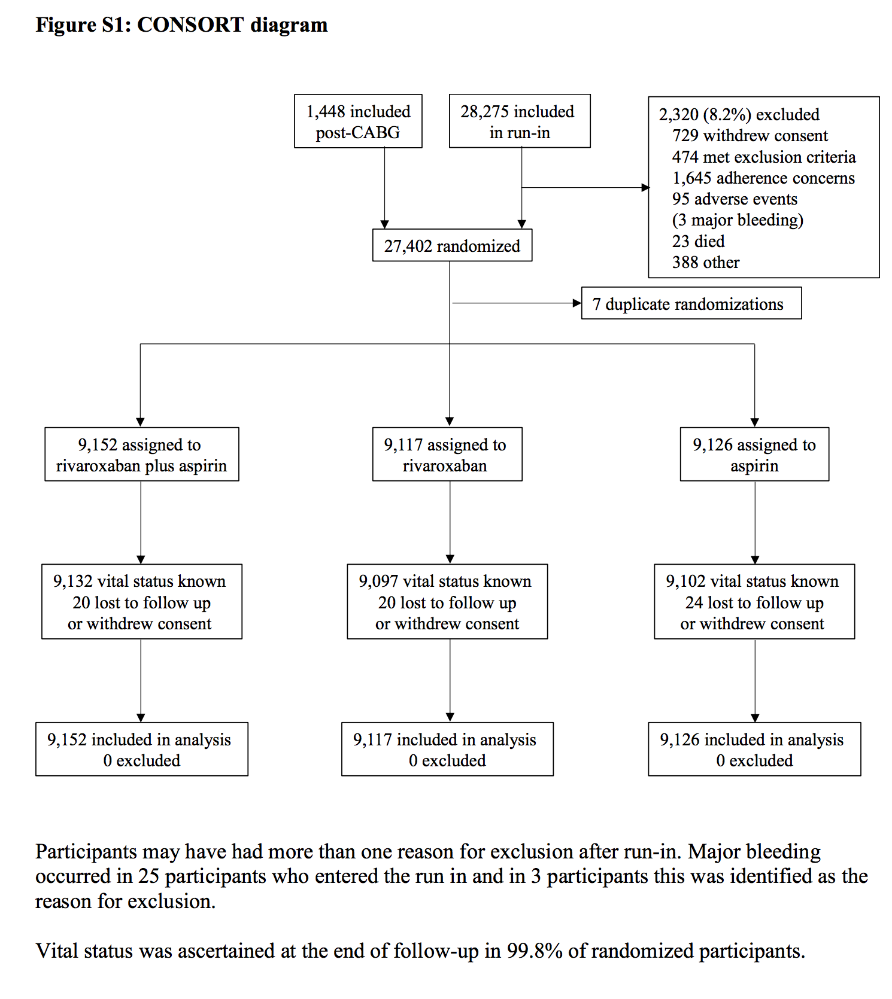 Figure S1: CONSORT diagram
1,448 included
post-CABG
28,275 included
in run-in
2,320 (8.2%) excluded
729 withdrew consent
474 met exclusion criteria
1,645 adherence concerns
95 adverse events
(3 major bleeding)
23 died
388 other
27,402 randomized
7 duplicate randomizations
9,152 assigned to
rivaroxaban plus aspirin
9,117 assigned to
rivaroxaban
9,126 assigned to
aspirin
9,132 vital status known
20 lost to follow up
or withdrew consent
9,097 vital status known
20 lost to follow up
or withdrew consent
9,102 vital status known
24 lost to follow up
or withdrew consent
9,152 included in analysis
0 excluded
9,117 included in analysis
0 excluded
9,126 included in analysis
0 excluded
Participants may have had more than one reason for exclusion after run-in. Major bleeding
occurred in 25 participants who entered the run in and in 3 participants this was identified as the
reason for exclusion.
Vital status was ascertained at the end of follow-up in 99.8% of randomized participants.